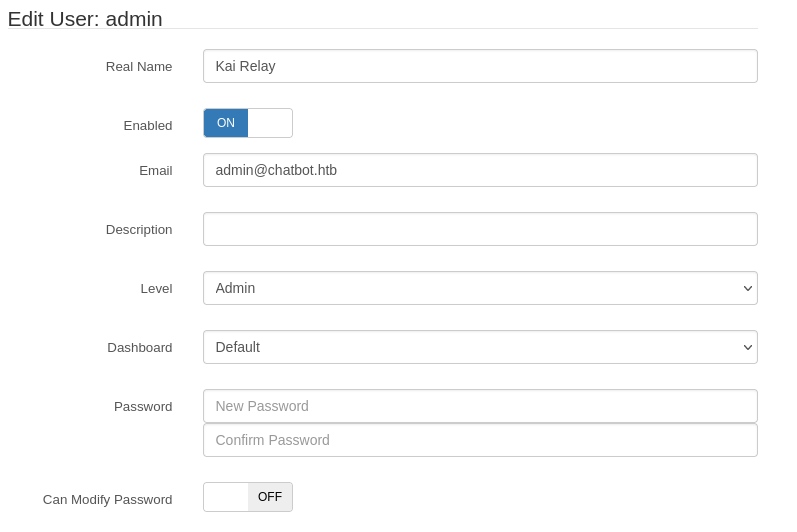 Edit User: admin
Real Name
Kai Relay
Enabled
ON
Email
admin@chatbot.htb
Description
Level
Admin
Dashboard
Default
Password
New Password
Confirm Password
Can Modify Password
OFF